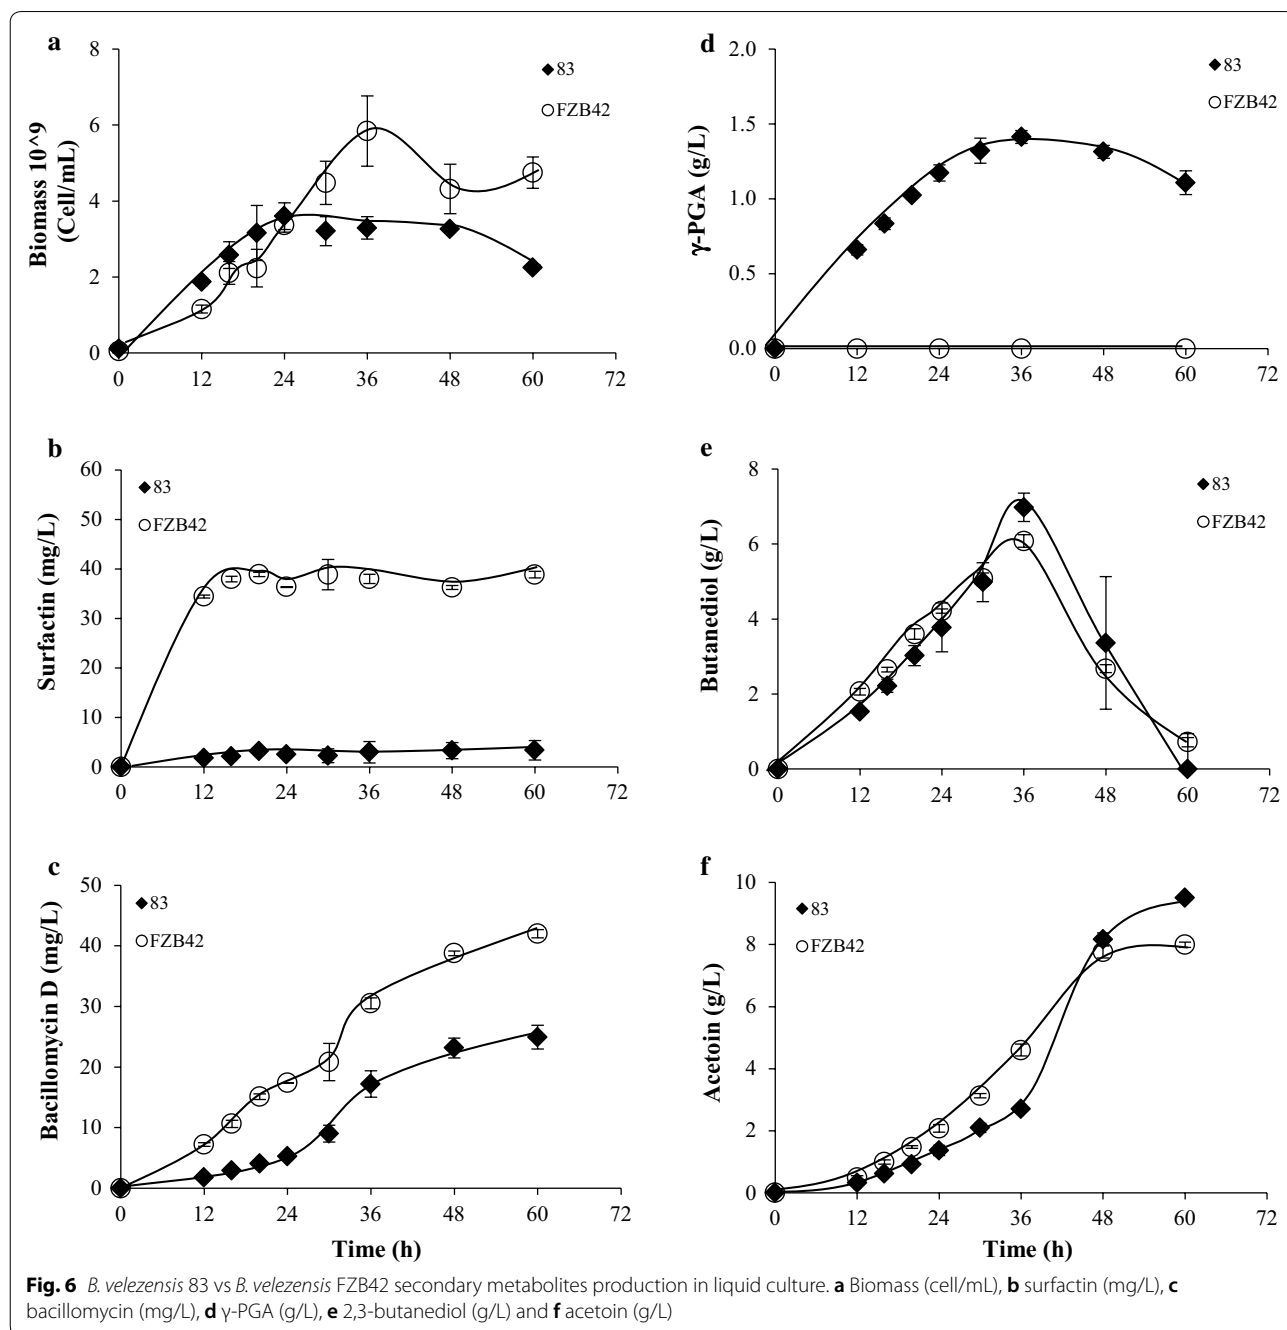 a
8
6
4
2
0
Biomass 10^9
(Cell/mL)
83
FZB42
0 12 24 36 48 60 72
d
2.0
1.5
1.0
0.5
0.0
γ-PGA (g/L)
83
FZB42
0 12 24 36 48 60 72
b
60
50
40
30
20
10
0
Surfactin (mg/L)
83
FZB42
0 12 24 36 48 60 72
e
8
6
4
2
0
Butanediol (g/L)
83
FZB42
0 12 24 36 48 60 72
c
50
40
30
20
10
0
Bacillomycin D (mg/L)
83
FZB42
0 12 24 36 48 60 72
Time (h)
f
10
8
6
4
2
0
Acetoin (g/L)
83
FZB42
0 12 24 36 48 60 72
Time (h)
Fig. 6 B. velezensis 83 vs B. velezensis FZB42 secondary metabolites production in liquid culture. a Biomass (cell/mL), b surfactin (mg/L), c
bacillomycin (mg/L), d γ-PGA (g/L), e 2,3-butanediol (g/L) and f acetoin (g/L)